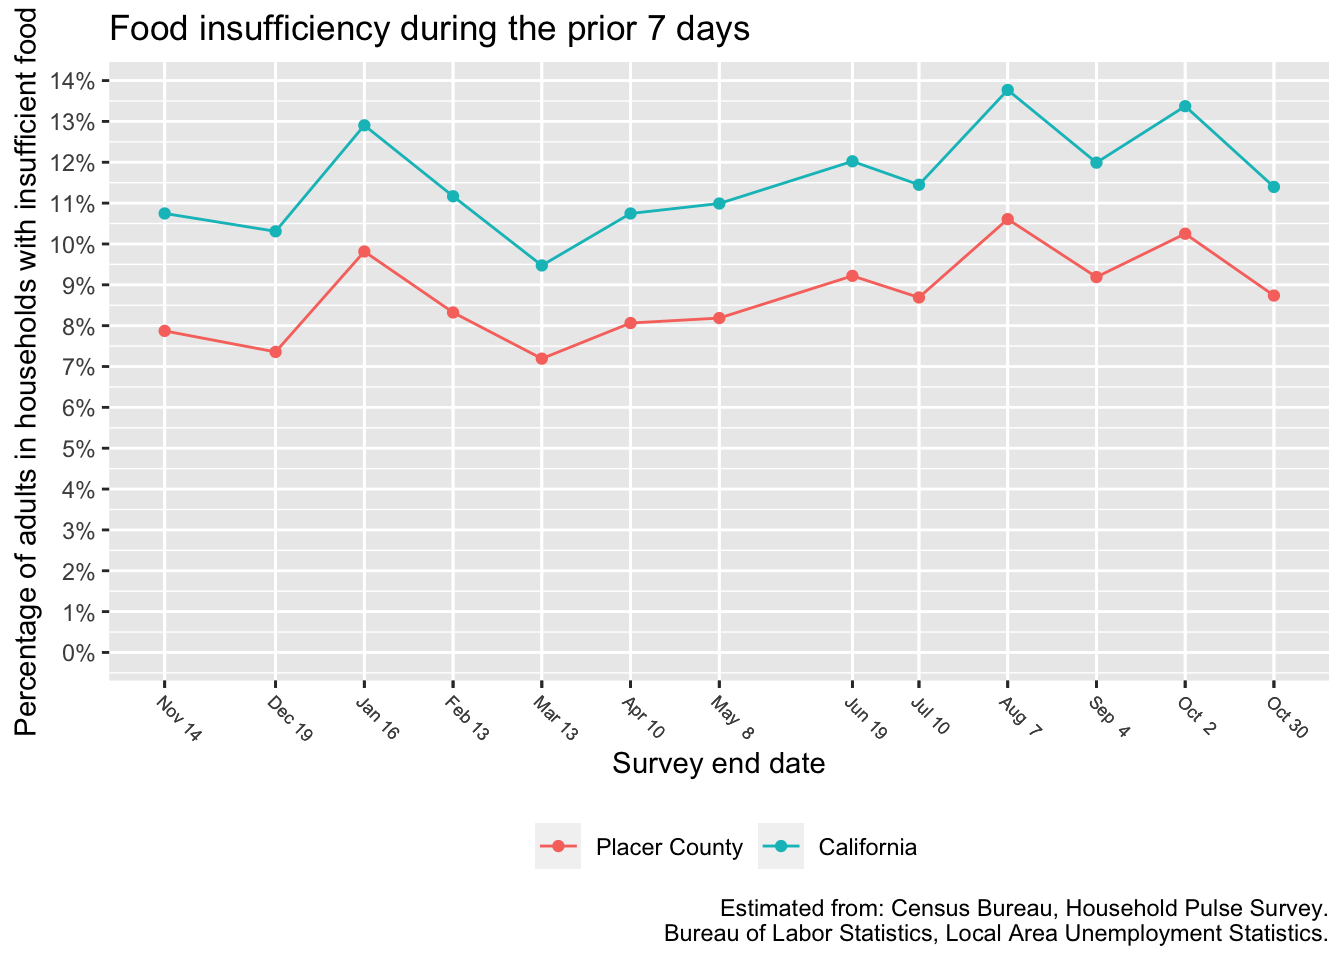 Food insufficiency during the prior 7 days
Percentage of adults in households with insufficient food
14%
13%
12%
11%
10%
9%
8%
7%
6%
5%
4%
3%
2%
1%
0%
Nov 14
Dec 19
Jan 16
Feb 13
Mar 13
Apr 10
May 8
Jun 19
Jul 10
Aug 7
Sep 4
Oct 2
Oct 30
Survey end date
Placer County
California
Estimated from: Census Bureau, Household Pulse Survey.
Bureau of Labor Statistics, Local Area Unemployment Statistics.